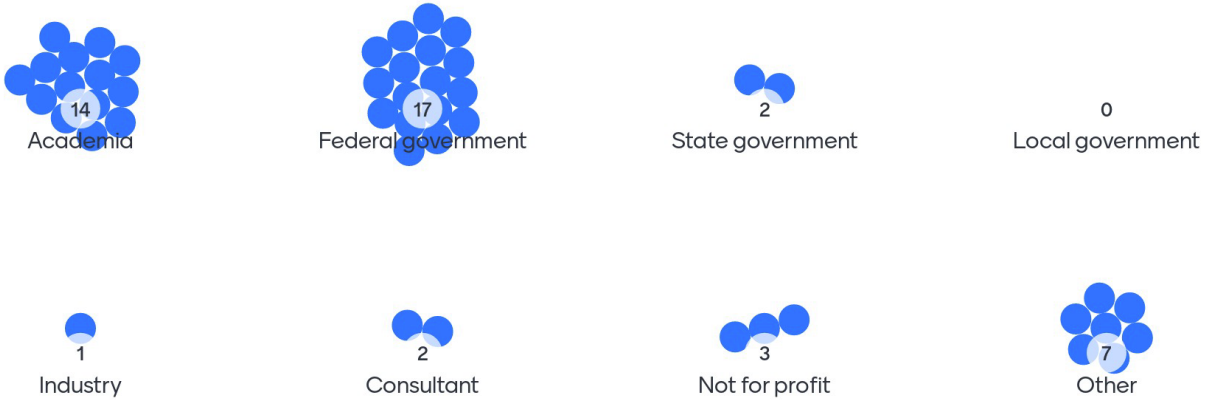 14
Academia
17
Federal government
2
State government
0
Local government
1
Industry
2
Consultant
3
Not for profit
7
Other